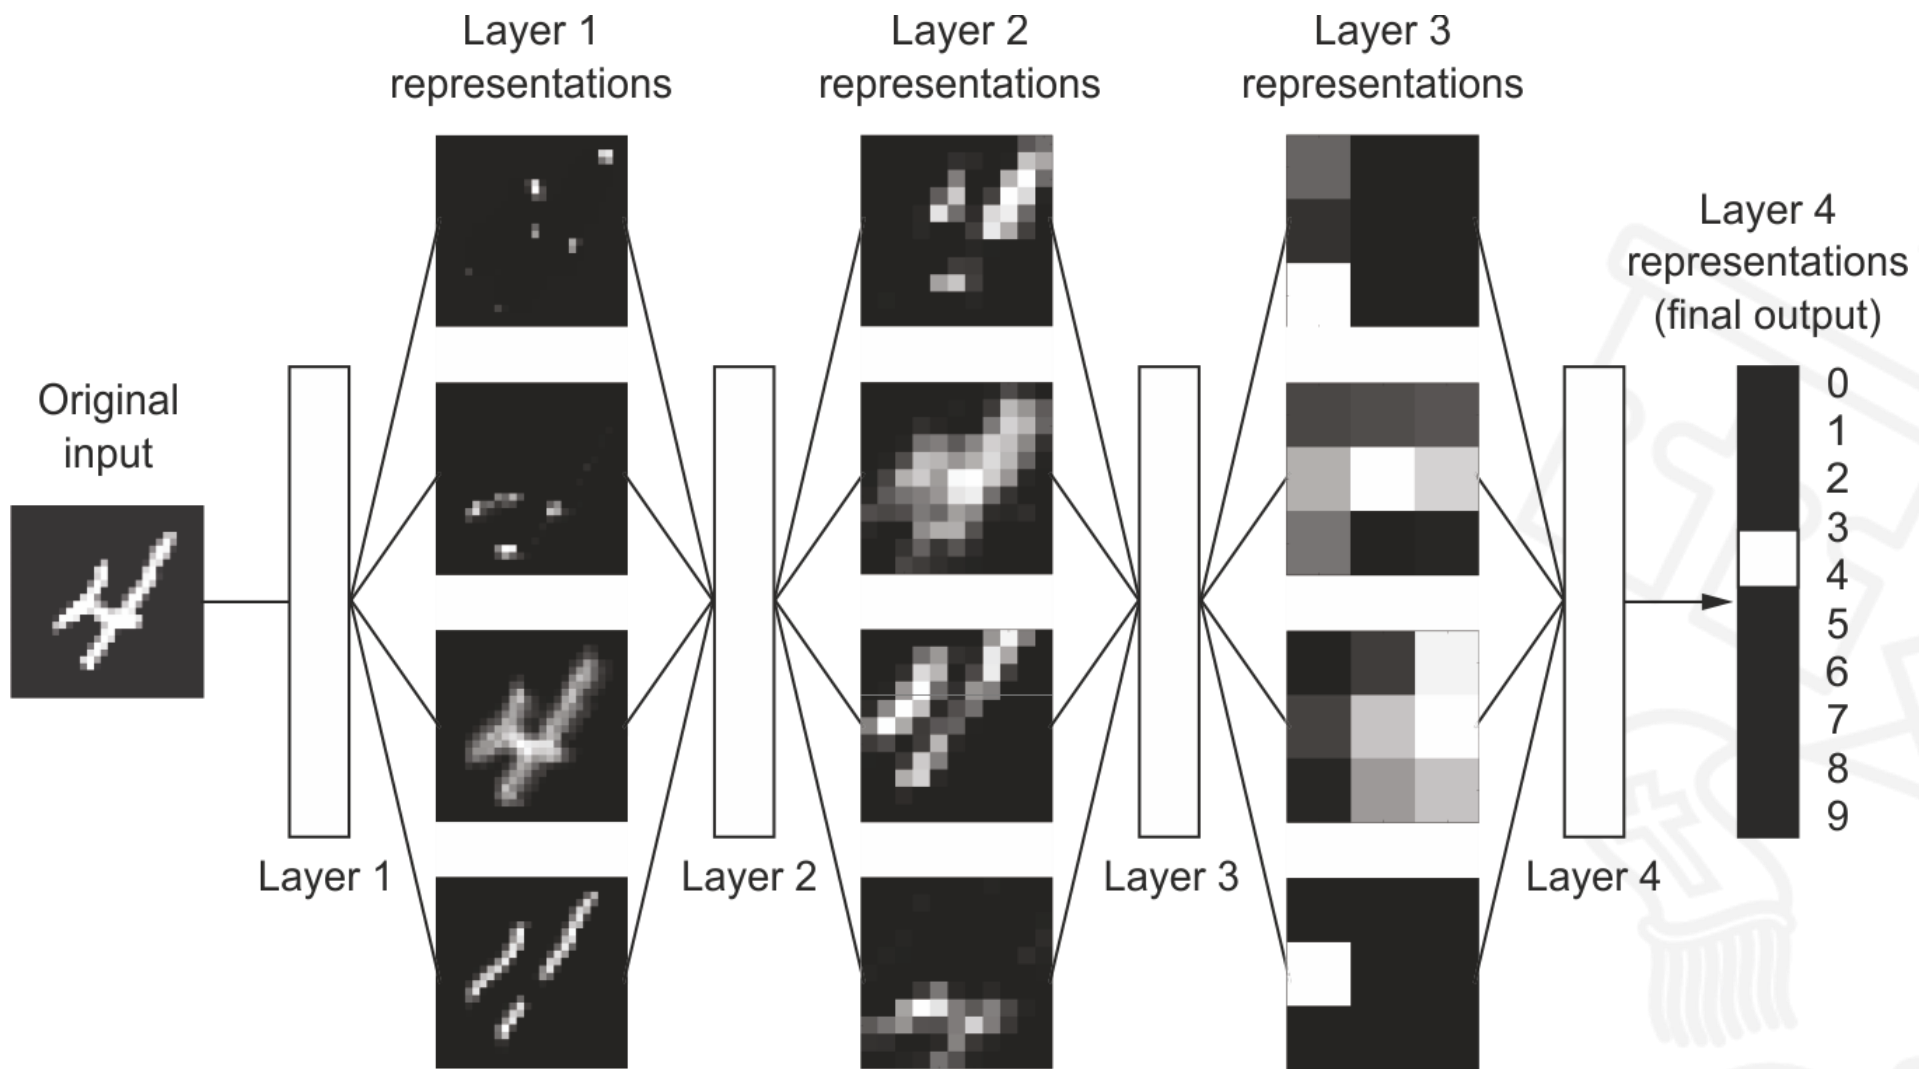 Layer 1
representations
Layer 2
representations
Layer 3
representations
Layer 4
representations
(final output)
Original
input
0
1
2
3
4
5
6
7
8
9
Layer 1
Layer 2
Layer 3
Layer 4